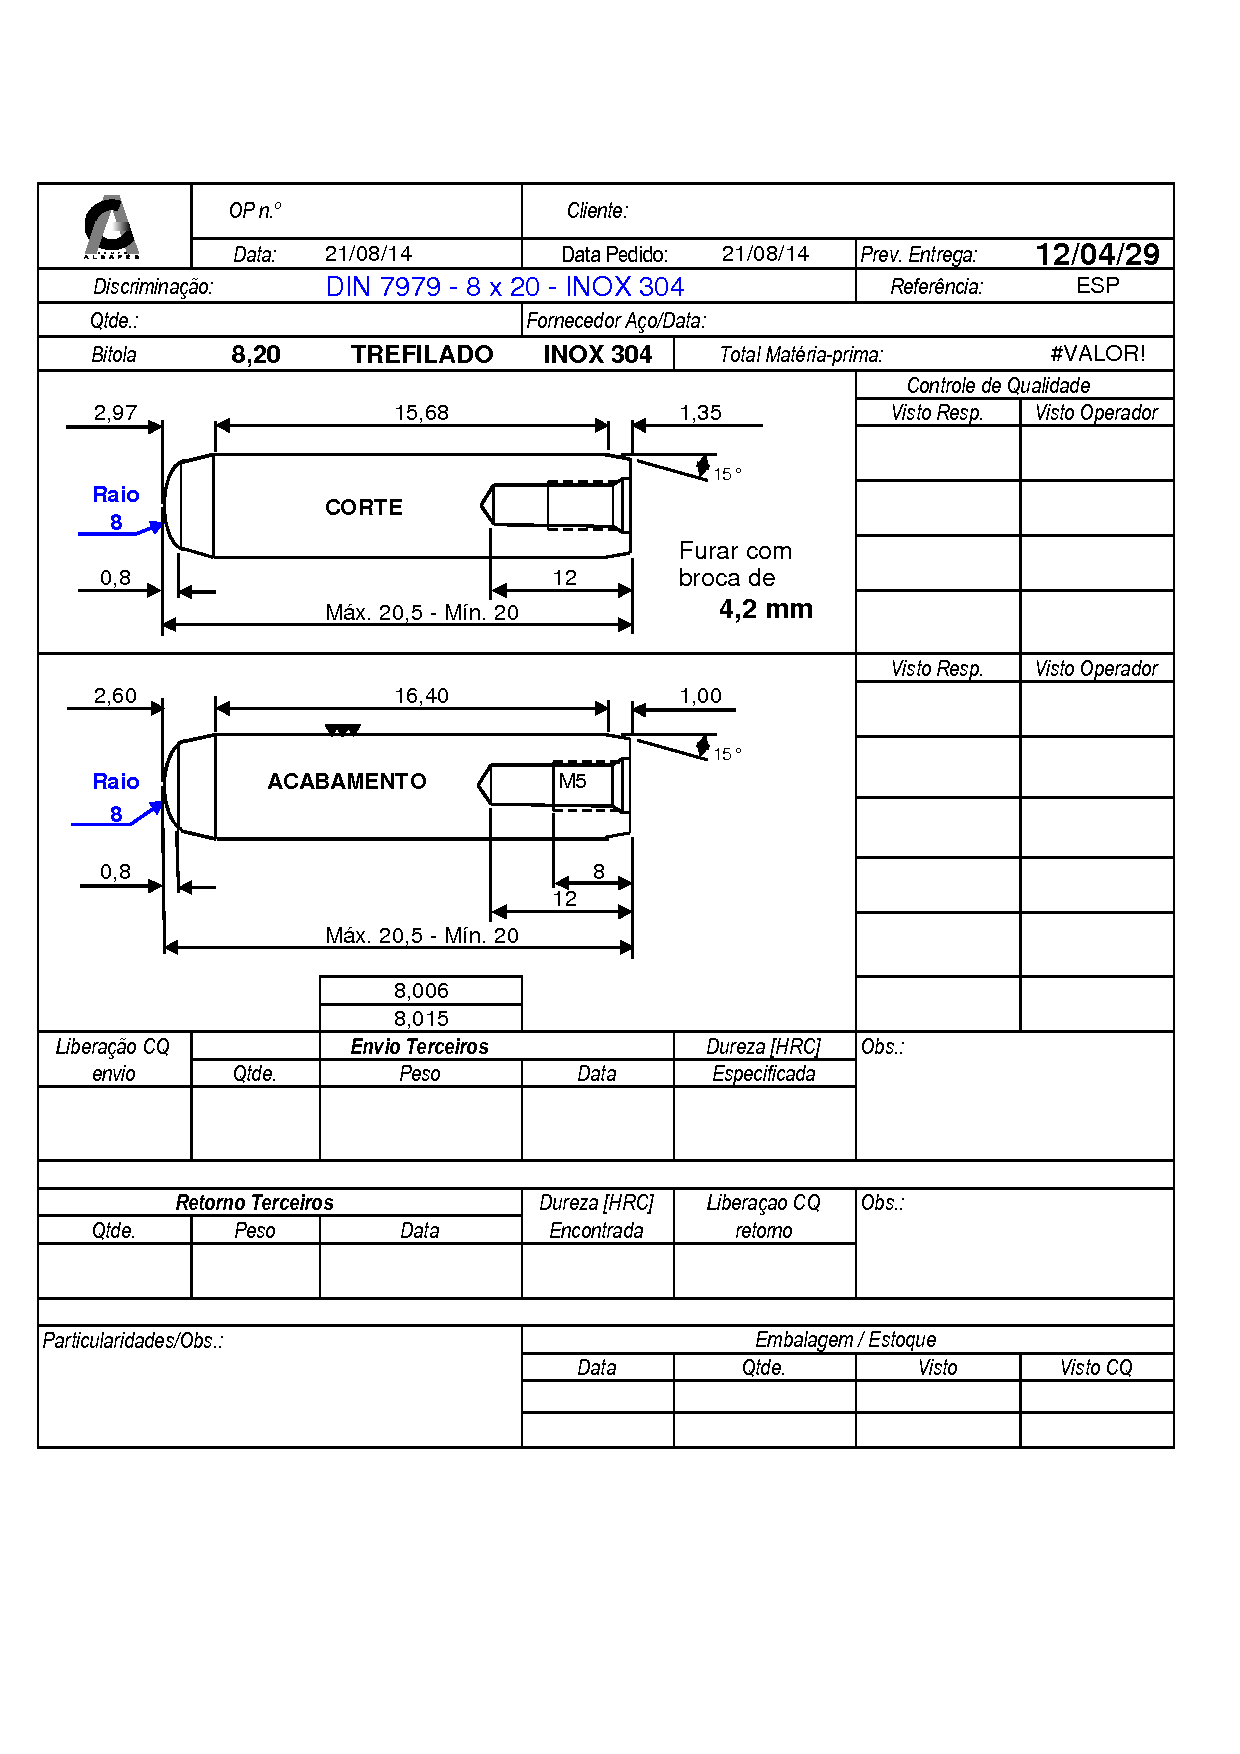 ALBAPES
OP n.º Cliente:
Data: 21/08/14 Data Pedido: 21/08/14 Prev. Entrega: 12/04/29
Discriminação: DIN 7979 - 8 x 20 - INOX 304 Referência: ESP
Qtde.: Fornecedor Aço/Data:
Bitola 8,20 TREFILADO INOX 304 Total Matéria-prima: #VALOR!
Controle de Qualidade
2,97 15,68 1,35 Visto Resp. Visto Operador
15°
Raio
8
CORTE
Furar com
0,8 12 broca de
Máx. 20,5 - Mín. 20 4,2 mm
Visto Resp. Visto Operador
2,60 16,40 1,00
15°
Raio ACABAMENTO M5
8
0,8 8
12
Máx. 20,5 - Mín. 20
8,006
8,015
Liberação CQ Envio Terceiros Dureza [HRC] Obs.:
envio Qtde. Peso Data Especificada
Retorno Terceiros Dureza [HRC] Liberaçao CQ Obs.:
Qtde. Peso Data Encontrada retorno
Particularidades/Obs.: Embalagem / Estoque
Data Qtde. Visto Visto CQ